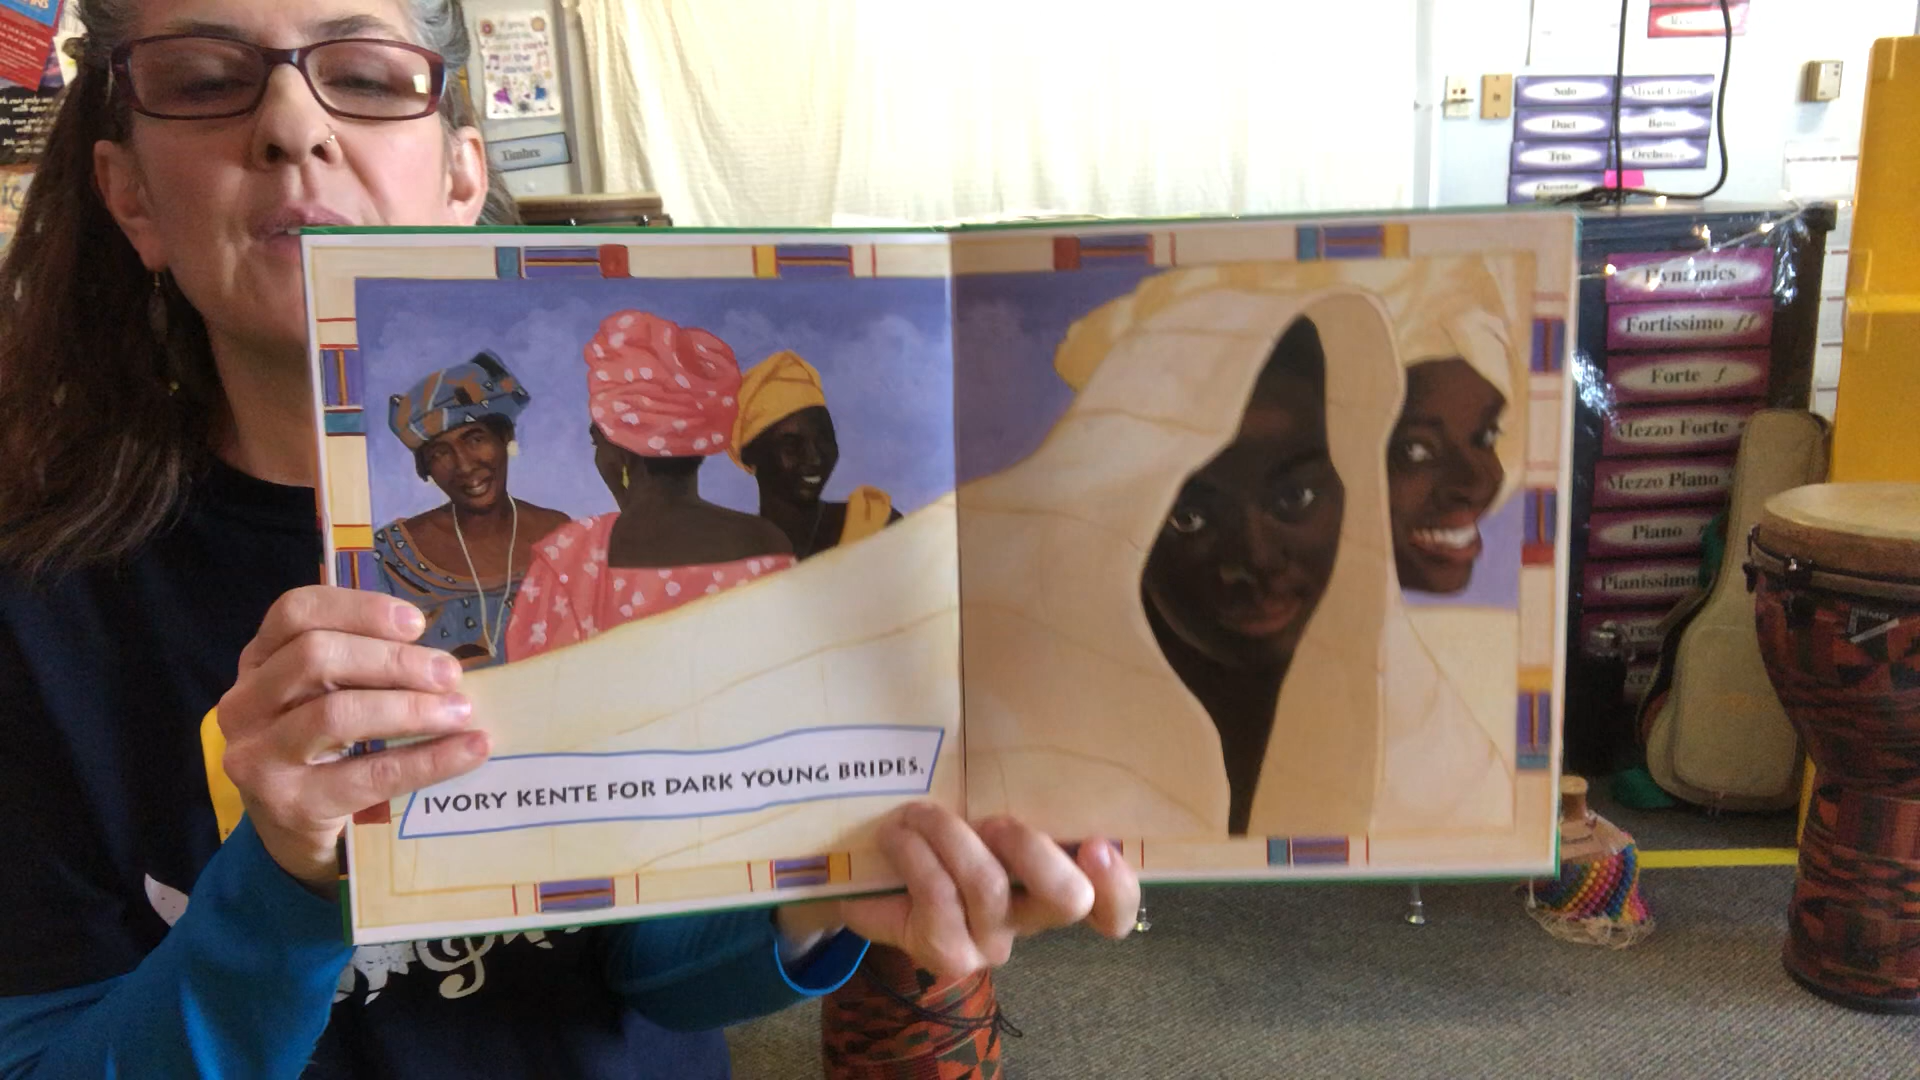 Timbre
Solo
Mixed Choir
Duet
Band
Trio
Orchestra
Dynamics
Fortissimo ff
Forte f
Mezzo Forte
Mezzo Piano
Piano
Pianissimo
IVORY KENTE FOR DARK YOUNG BRIDES.